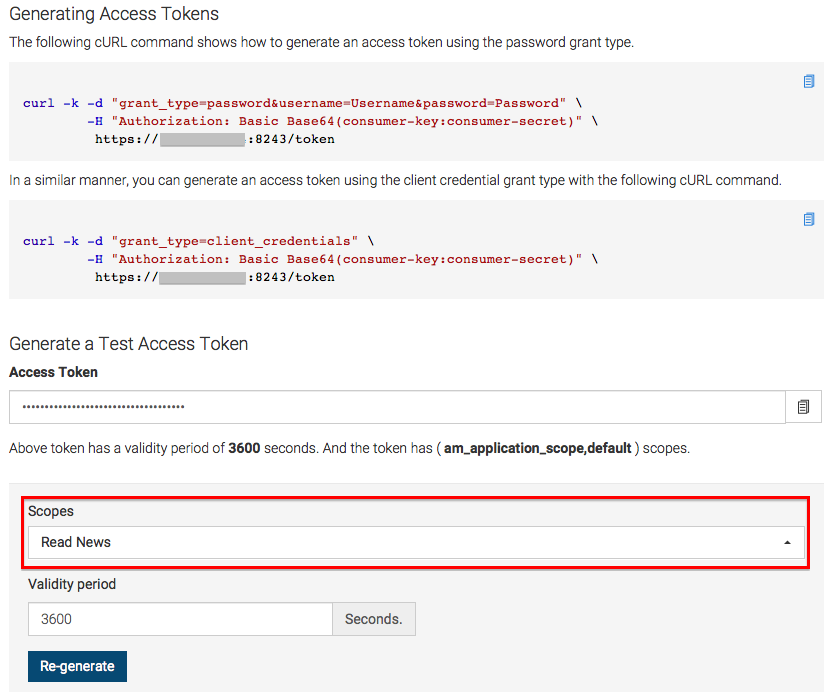 Generating Access Tokens
The following cURL command shows how to generate an access token using the password grant type.
curl -k -d "grant_type=password&username=Username&password=Password" \
-H "Authorization: Basic Base64(consumer-key:consumer-secret)" \
https:// :8243/token
In a similar manner, you can generate an access token using the client credential grant type with the following cURL command.
curl -k -d "grant_type=client_credentials" \
-H "Authorization: Basic Base64(consumer-key:consumer-secret)" \
https:// :8243/token
Generate a Test Access Token
Access Token
Above token has a validity period of 3600 seconds. And the token has ( am_application_scope,default ) scopes.
Scopes
Read News
Validity period
3600 Seconds.
Re-generate